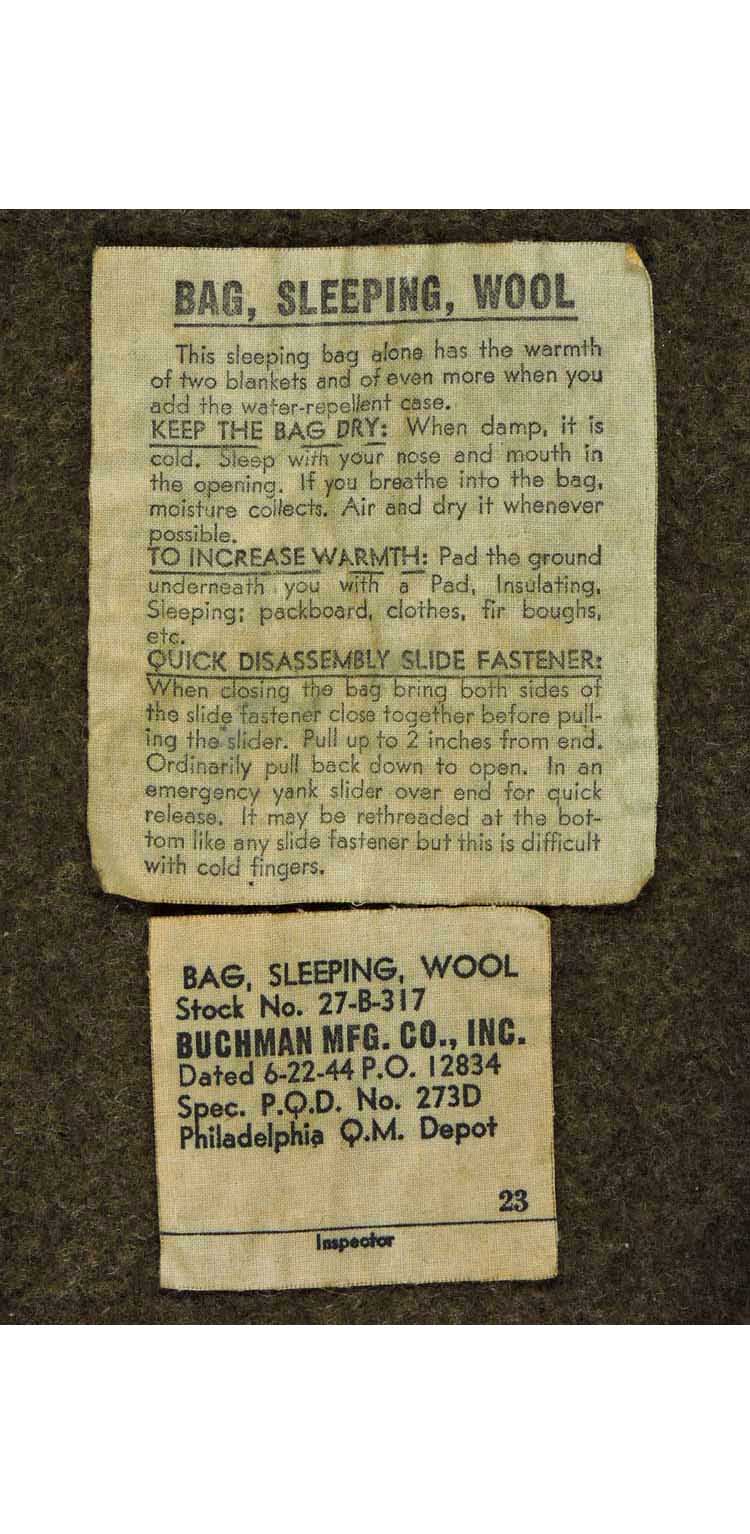 BAG, SLEEPING, WOOL
This sleeping bag alone has the warmth
of two blankets and of even more when you
add the water-repellent case.
KEEP THE BAG DRY: When damp, it is
cold. Sleep with your nose and mouth in
the opening. If you breathe into the bag,
moisture collects. Air and dry it whenever
possible.
TO INCREASE WARMTH: Pad the ground
underneath you with a Pad, Insulating,
Sleeping; packboard, clothes, fir boughs,
etc.
QUICK DISASSEMBLY SLIDE FASTENER:
When closing the bag bring both sides of
the slide fastener close together before pull-
ing the slider. Pull up to 2 inches from end.
Ordinarily pull back down to open. In an
emergency yank slider over end for quick
release. It may be rethreaded at the bot-
tom like any slide fastener but this is difficult
with cold fingers.
BAG, SLEEPING, WOOL
Stock No. 27-B-317
BUCHMAN MFG. CO., INC.
Dated 6-22-44 P.O. 12834
Spec. P.Q.D. No. 273D
Philadelphia Q.M. Depot
23
Inspector